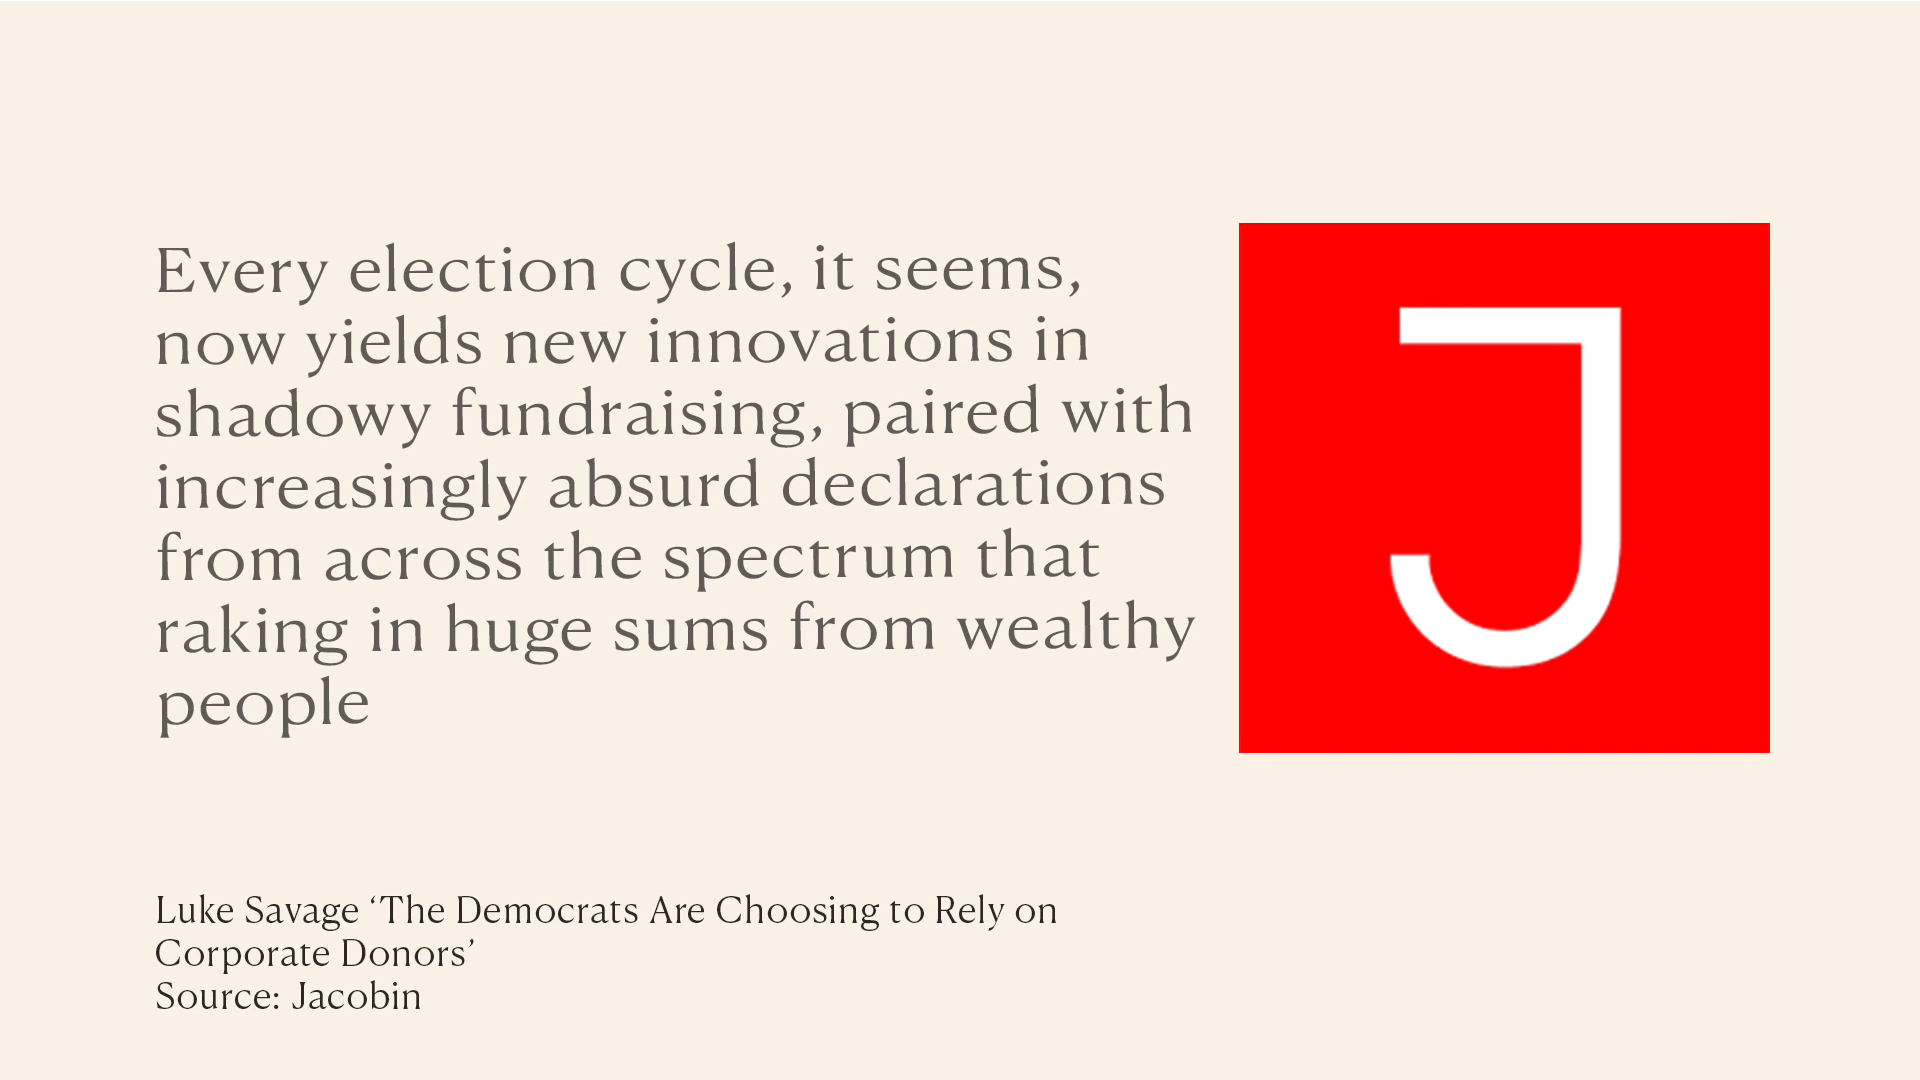 Every election cycle, it seems,
now yields new innovations in
shadowy fundraising, paired with
increasingly absurd declarations
from across the spectrum that
raking in huge sums from wealthy
people
J
Luke Savage ‘The Democrats Are Choosing to Rely on
Corporate Donors’
Source: Jacobin